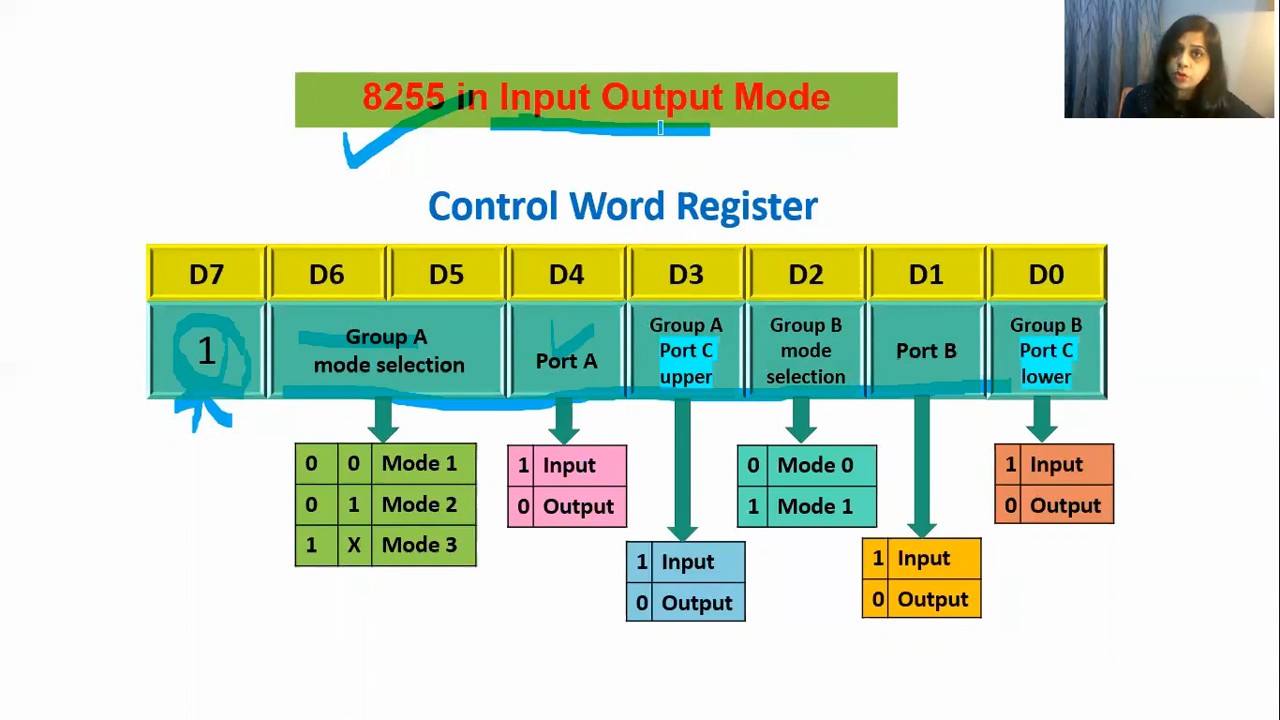 8255 in Input Output Mode
Control Word Register
D7 D6 D5 D4 D3 D2 D1 D0
1
Group A
mode selection
Port A
Group A
Port C
upper
Group B
mode
selection
Port B
Group B
Port C
lower
0 0 Mode 1
0 1 Mode 2
1 X Mode 3
1 Input
0 Output
1 Input
0 Output
0 Mode 0
1 Mode 1
1 Input
0 Output
1 Input
0 Output